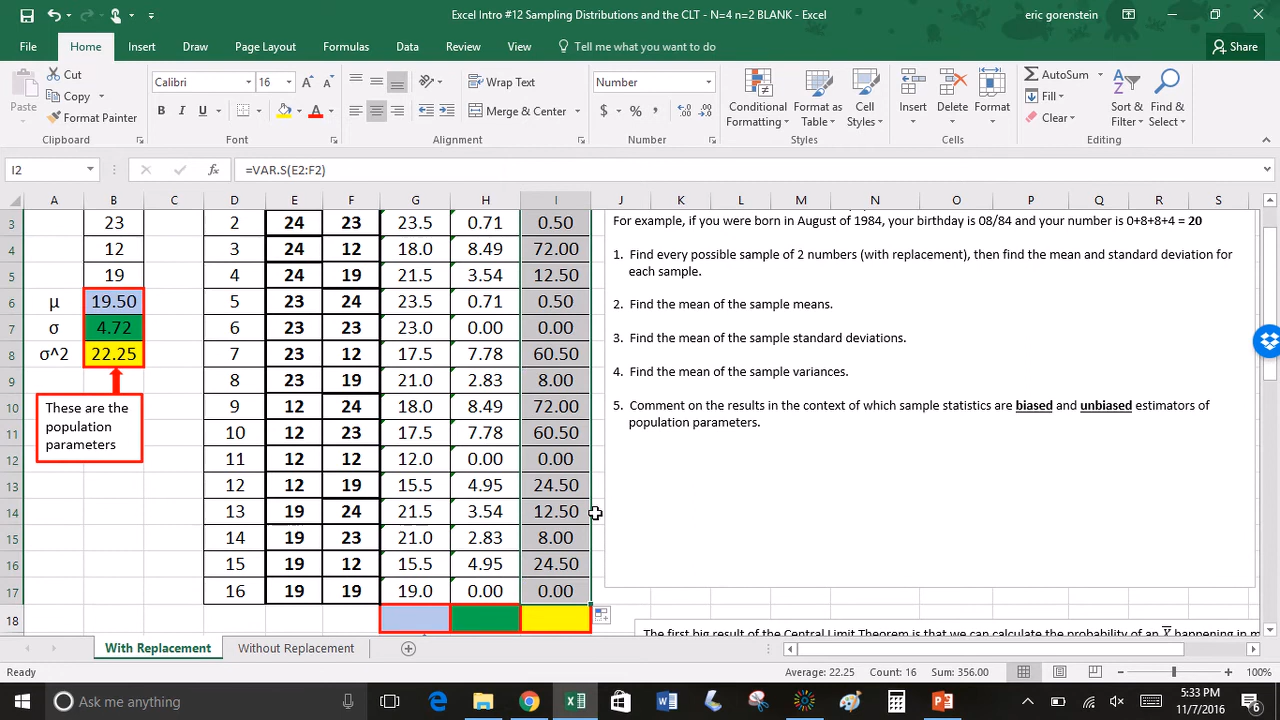 Excel Intro #12 Sampling Distributions and the CLT - N=4 n=2 BLANK - Excel
eric gorenstein
File Home Insert Draw Page Layout Formulas Data Review View Tell me what you want to do Share
Paste Cut Copy Format Painter Clipboard
Calibri 16 B I U A Font
Wrap Text Merge & Center Alignment
Number $ % , Number
Conditional Formatting Format as Table Cell Styles Styles
Insert Delete Format Cells
AutoSum Fill Clear Sort & Filter Find & Select Editing
I2 fx =VAR.S(E2:F2)
A B C D E F G H I J K L M N O P Q R S
3 23 2 24 23 23.5 0.71 0.50
4 12 3 24 12 18.0 8.49 72.00
5 19 4 24 19 21.5 3.54 12.50
6 μ 19.50 5 23 24 23.5 0.71 0.50
7 σ 4.72 6 23 23 23.0 0.00 0.00
8 σ^2 22.25 7 23 12 17.5 7.78 60.50
9 8 23 19 21.0 2.83 8.00
10 9 12 24 18.0 8.49 72.00
11 10 12 23 17.5 7.78 60.50
12 11 12 12 12.0 0.00 0.00
13 12 12 19 15.5 4.95 24.50
14 13 19 24 21.5 3.54 12.50
15 14 19 23 21.0 2.83 8.00
16 15 19 12 15.5 4.95 24.50
17 16 19 19 19.0 0.00 0.00
18
These are the
population
parameters
For example, if you were born in August of 1984, your birthday is 08/84 and your number is 0+8+8+4 = 20
1. Find every possible sample of 2 numbers (with replacement), then find the mean and standard deviation for
each sample.
2. Find the mean of the sample means.
3. Find the mean of the sample standard deviations.
4. Find the mean of the sample variances.
5. Comment on the results in the context of which sample statistics are biased and unbiased estimators of
population parameters.
The first big result of the Central Limit Theorem is that we can calculate the probability of an X̅ happening in m
With Replacement Without Replacement
Ready Average: 22.25 Count: 16 Sum: 356.00 100%
Ask me anything
5:33 PM
11/7/2016
6